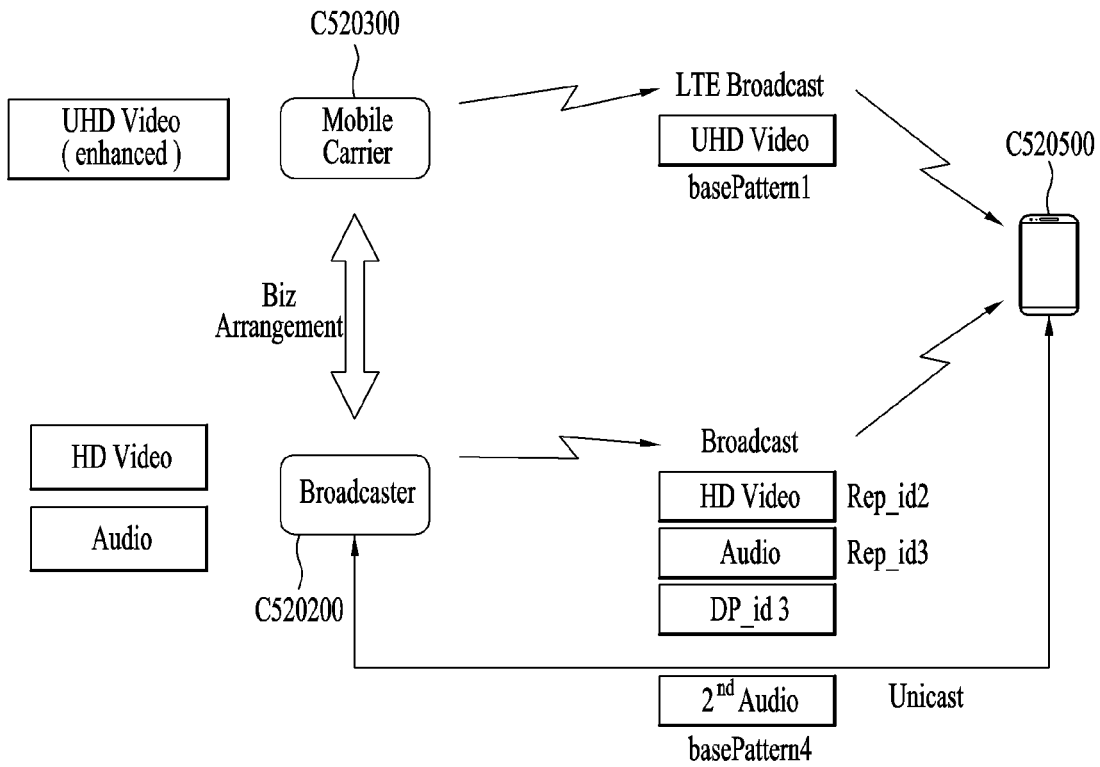 C520300
UHD Video
( enhanced )
Mobile
Carrier
LTE Broadcast
UHD Video
basePattern1
C520500
Biz
Arrangement
HD Video
Audio
Broadcaster
C520200
Broadcast
HD Video
Rep_id2
Audio
Rep_id3
DP_id 3
2nd Audio
Unicast
basePattern4